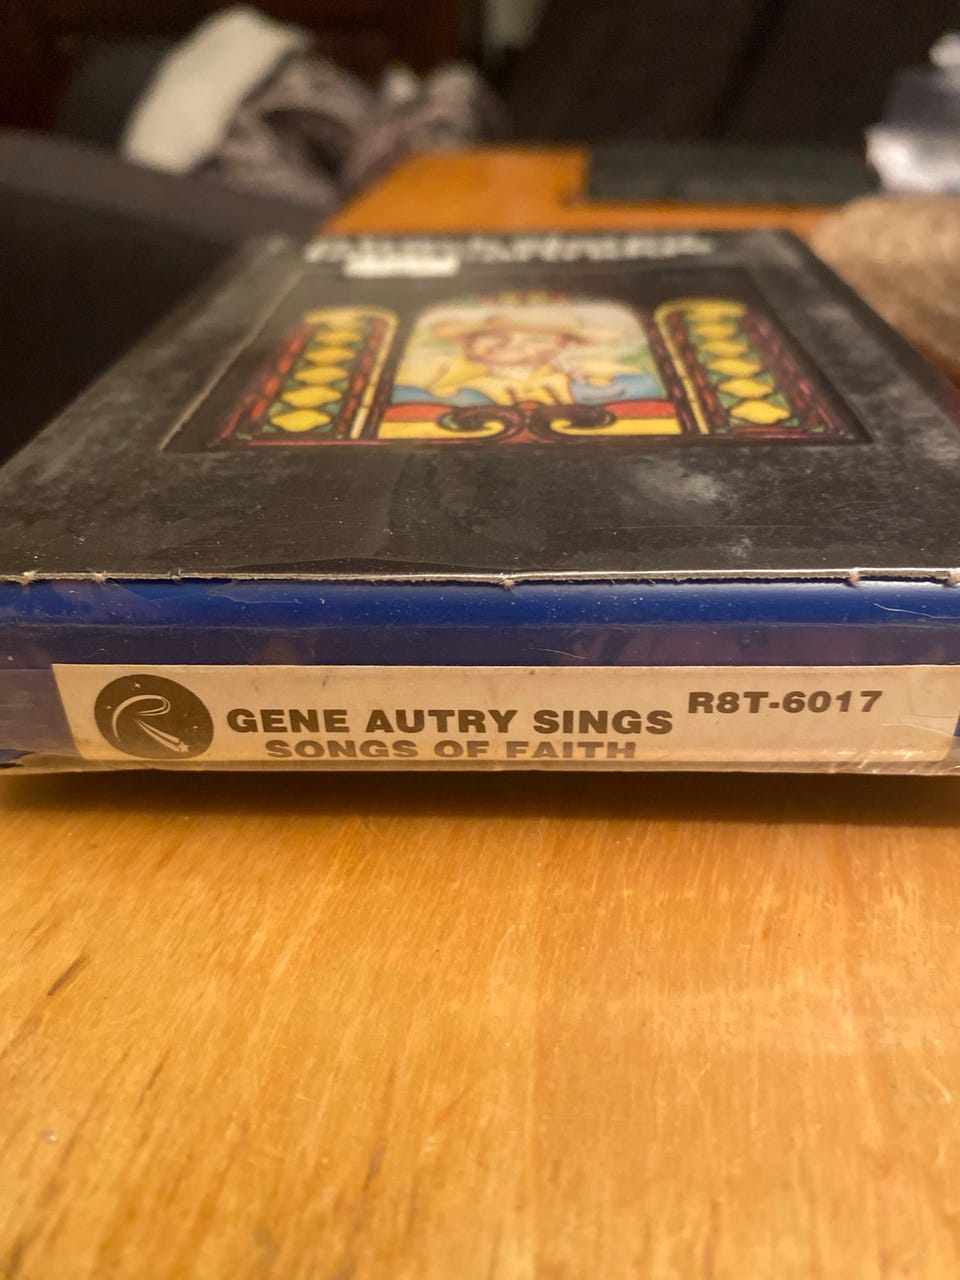 GENE AUTRY SINGS
SONGS OF FAITH
R8T-6017